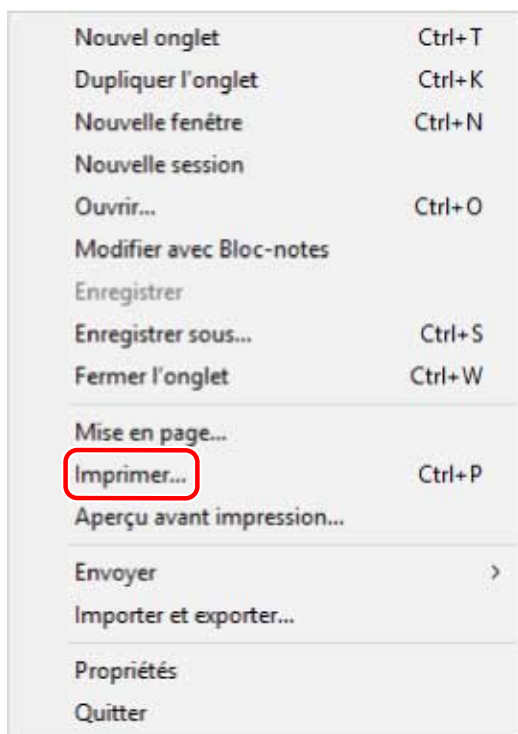 Nouvel onglet Ctrl+T
Dupliquer l'onglet Ctrl+K
Nouvelle fenêtre Ctrl+N
Nouvelle session
Ouvrir... Ctrl+O
Modifier avec Bloc-notes
Enregistrer
Enregistrer sous... Ctrl+S
Fermer l'onglet Ctrl+W
Mise en page...
Imprimer... Ctrl+P
Aperçu avant impression...
Envoyer >
Importer et exporter...
Propriétés
Quitter